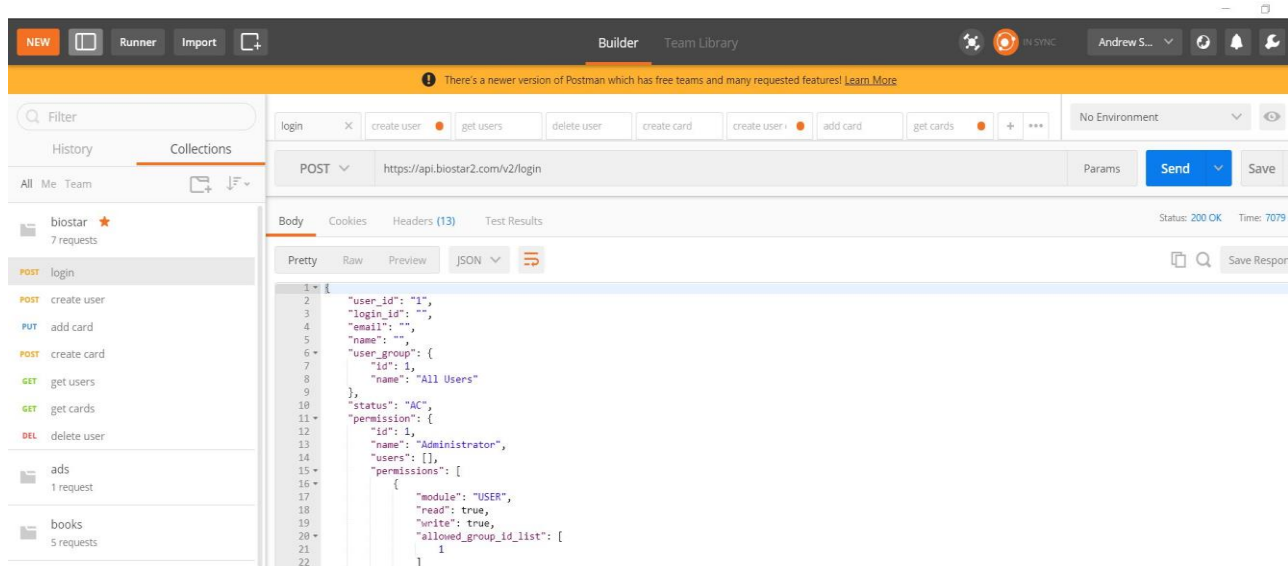 NEW Runner Import Builder Team Library IN SYNC Andrew S...
There's a newer version of Postman which has free teams and many requested features! Learn More
Filter
History Collections
All Me Team
biostar
7 requests
POST login
POST create user
PUT add card
POST create card
GET get users
GET get cards
DEL delete user
ads
1 request
books
5 requests
login create user get users delete user create card create user add card get cards + •••
No Environment
POST https://api.biostar2.com/v2/login Params Send Save
Body Cookies Headers (13) Test Results Status: 200 OK Time: 7079
Pretty Raw Preview JSON Save Respon
1 {
2 "user_id": "1",
3 "login_id": "",
4 "email": "",
5 "name": "",
6 "user_group": {
7 "id": 1,
8 "name": "All Users"
9 },
10 "status": "AC",
11 "permission": {
12 "id": 1,
13 "name": "Administrator",
14 "users": [],
15 "permissions": [
16 {
17 "module": "USER",
18 "read": true,
19 "write": true,
20 "allowed_group_id_list": [
21 1
22 ]